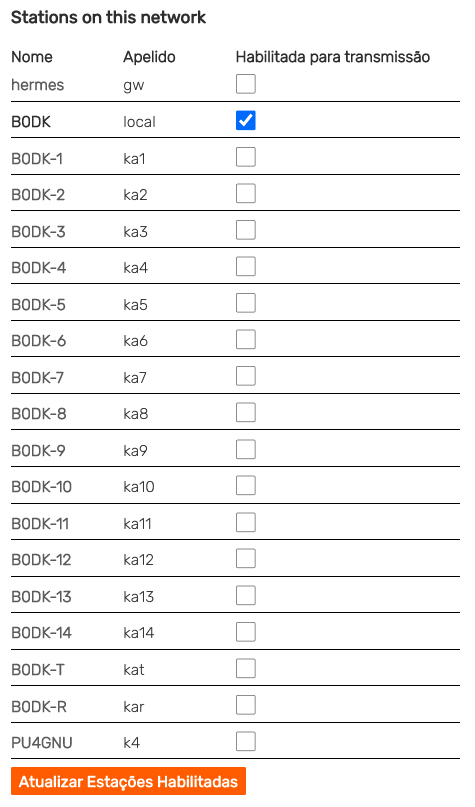 Stations on this network
Nome Apelido Habilitada para transmissão
hermes gw
B0DK local
B0DK-1 ka1
B0DK-2 ka2
B0DK-3 ka3
B0DK-4 ka4
B0DK-5 ka5
B0DK-6 ka6
B0DK-7 ka7
B0DK-8 ka8
B0DK-9 ka9
B0DK-10 ka10
B0DK-11 ka11
B0DK-12 ka12
B0DK-13 ka13
B0DK-14 ka14
B0DK-T kat
B0DK-R kar
PU4GNU k4
Atualizar Estações Habilitadas